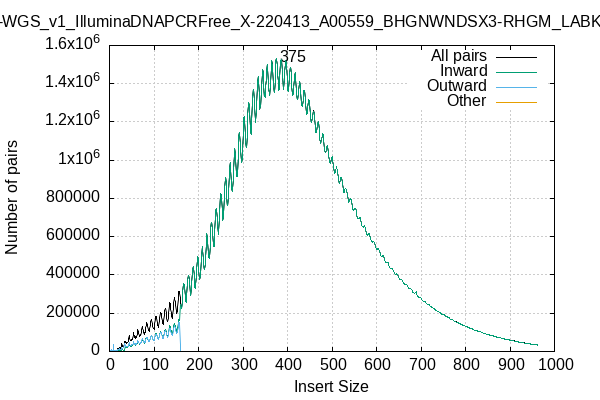 -WGS_v1_IlluminaDNAPCRFree_X-220413_A00559_BHGNWNDSX3-RHGM_LABK
1.6x10^6
1.4x10^6
1.2x10^6
1x10^6
800000
600000
400000
200000
0
Number of pairs
375
All pairs
Inward
Outward
Other
0 100 200 300 400 500 600 700 800 900 1000
Insert Size